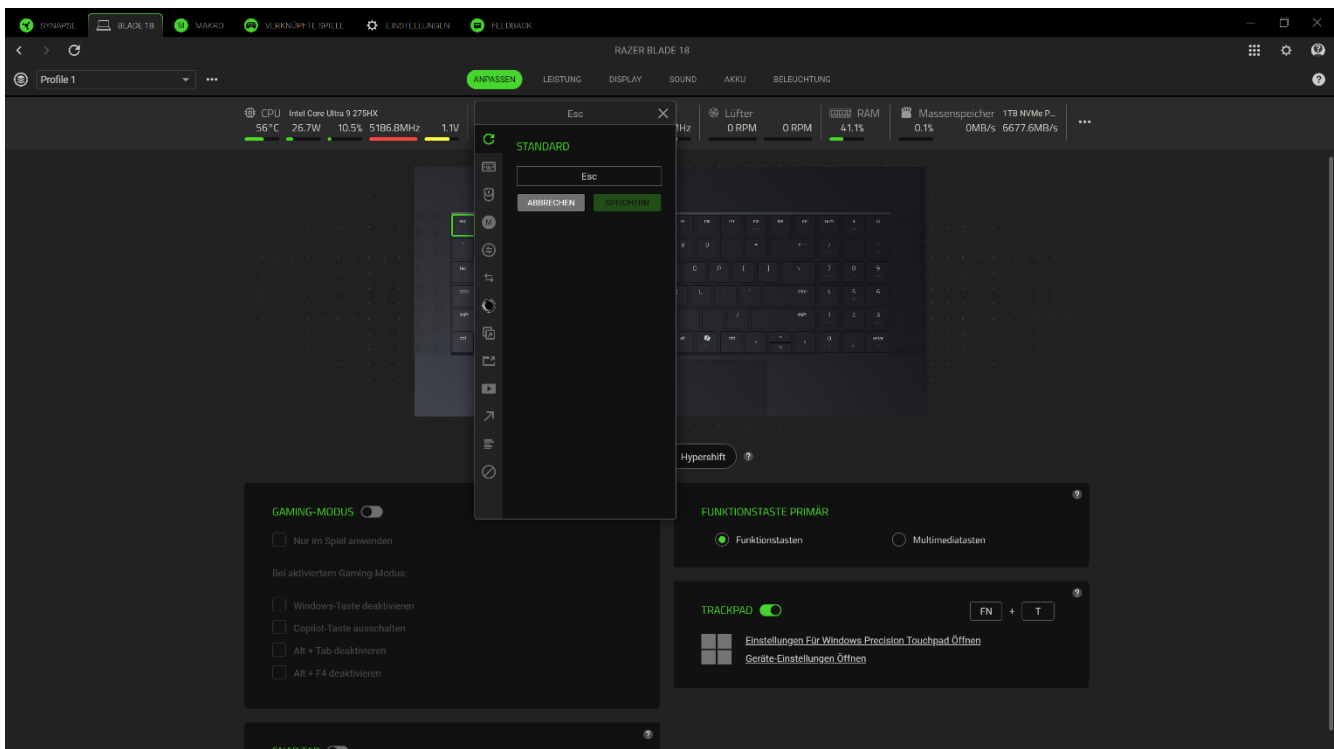 SYNAPSE BLADE 18 MAKRO VERKNÜPFTE SPIELE EINSTELLUNGEN FEEDBACK
RAZER BLADE 18
Profile 1 ANPASSEN LEISTUNG DISPLAY SOUND AKKU BELEUCHTUNG
CPU Intel Core Ultra 9 275HX Lüfter RAM Massenspeicher 1TB NVMe P...
56°C 26.7W 10.5% 5186.8MHz 1.1V 0 RPM 0 RPM 41.1% 0.1% 0MB/s 6677.6MB/s
Esc
STANDARD
Esc
ABBRECHEN SPEICHERN
Hypershift
GAMING-MODUS
Nur im Spiel anwenden
Bei aktiviertem Gaming-Modus:
Windows-Taste deaktivieren
Copilot-Taste ausschalten
Alt + Tab deaktivieren
Alt + F4 deaktivieren
FUNKTIONSTASTE PRIMÄR
Funktionstasten Multimediatasten
TRACKPAD FN + T
Einstellungen Für Windows Precision Touchpad Öffnen
Geräte-Einstellungen Öffnen
SNAP TAP